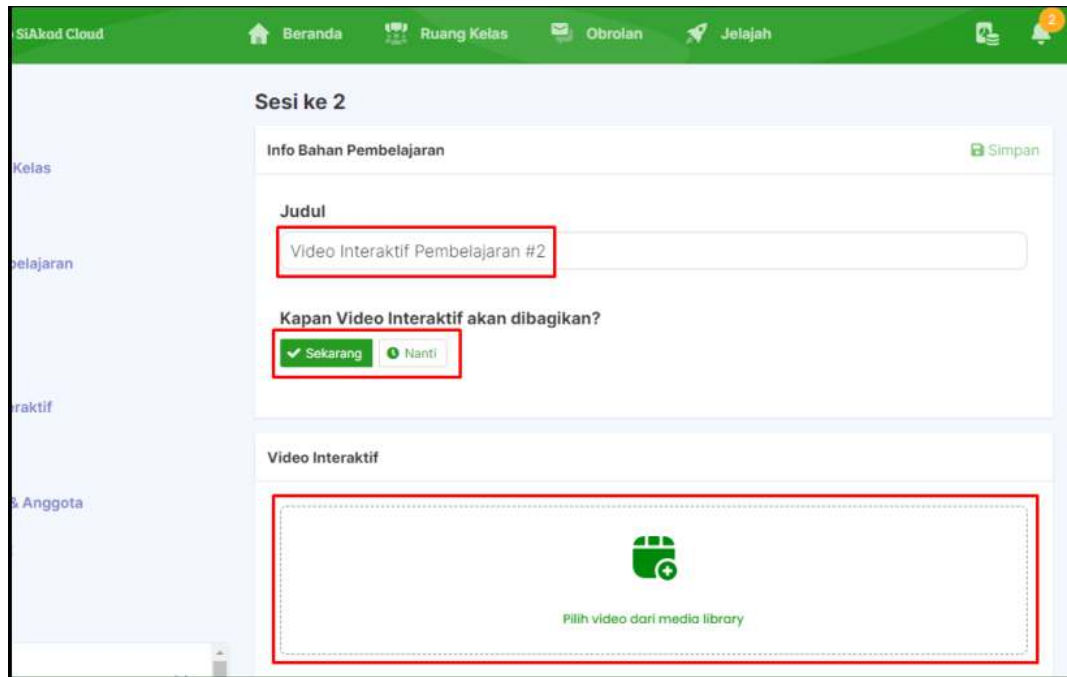 SiAkod Cloud
Beranda
Ruang Kelas
Obrolan
Jelajah
2
Sesi ke 2
Info Bahan Pembelajaran
Simpan
Kelas
Judul
Video Interaktif Pembelajaran #2
belajaran
Kapan Video Interaktif akan dibagikan?
Sekarang
Nanti
raktif
Video Interaktif
& Anggota
Pilih video dari media library